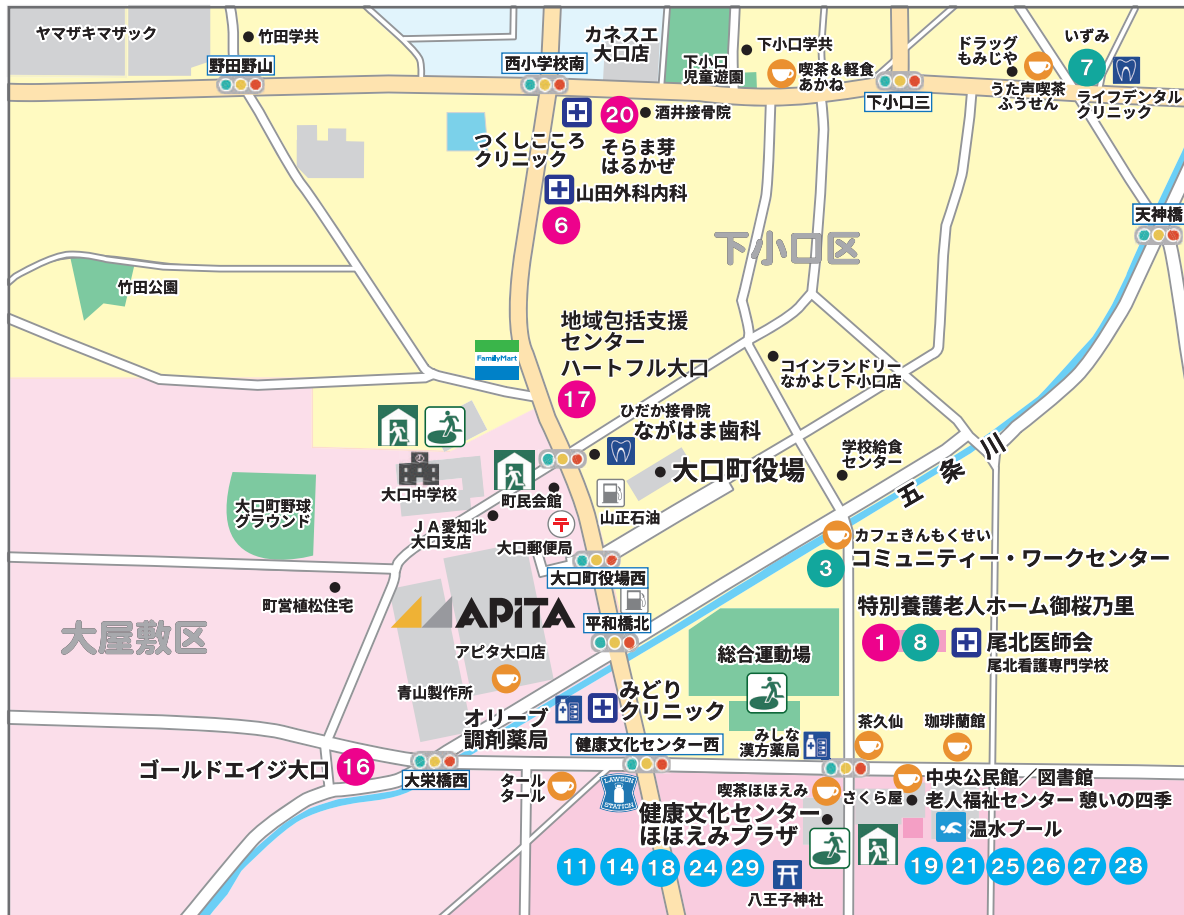 ヤマザキマザック
竹田学共
野田野山
西小学校南
カネスエ
大口店
下小口
児童遊園
下小口学共
喫茶&軽食
あかね
下小口三
ドラッグ
もみじや
うた声喫茶
ふうせん
いずみ
7
ライフデンタル
クリニック
つくしこころ
クリニック
20
酒井接骨院
そらま芽
はるかぜ
山田外科内科
6
天神橋
下小口区
竹田公園
地域包括支援
センター
ハートフル大口
17
FamilyMart
コインランドリー
なかよし下小口店
ひだか接骨院
ながはま歯科
大口町役場
学校給食
センター
五条川
大口中学校
町民会館
山正石油
大口町野球
グラウンド
JA愛知北
大口支店
大口郵便局
カフェきんもくせい
3
コミュニティー・ワークセンター
大口町役場西
町営植松住宅
APiTA
平和橋北
特別養護老人ホーム御桜乃里
1
8
尾北医師会
尾北看護専門学校
大屋敷区
アピタ大口店
総合運動場
青山製作所
みどり
クリニック
オリーブ
調剤薬局
健康文化センター西
みしな
漢方薬局
茶久仙
珈琲蘭館
ゴールドエイジ大口
16
大栄橋西
タール
タール
LAWSON
STATION
喫茶ほほえみ
さくら屋
中央公民館/図書館
老人福祉センター 憩いの四季
健康文化センター
ほほえみプラザ
温水プール
11
14
18
24
29
八王子神社
19
21
25
26
27
28